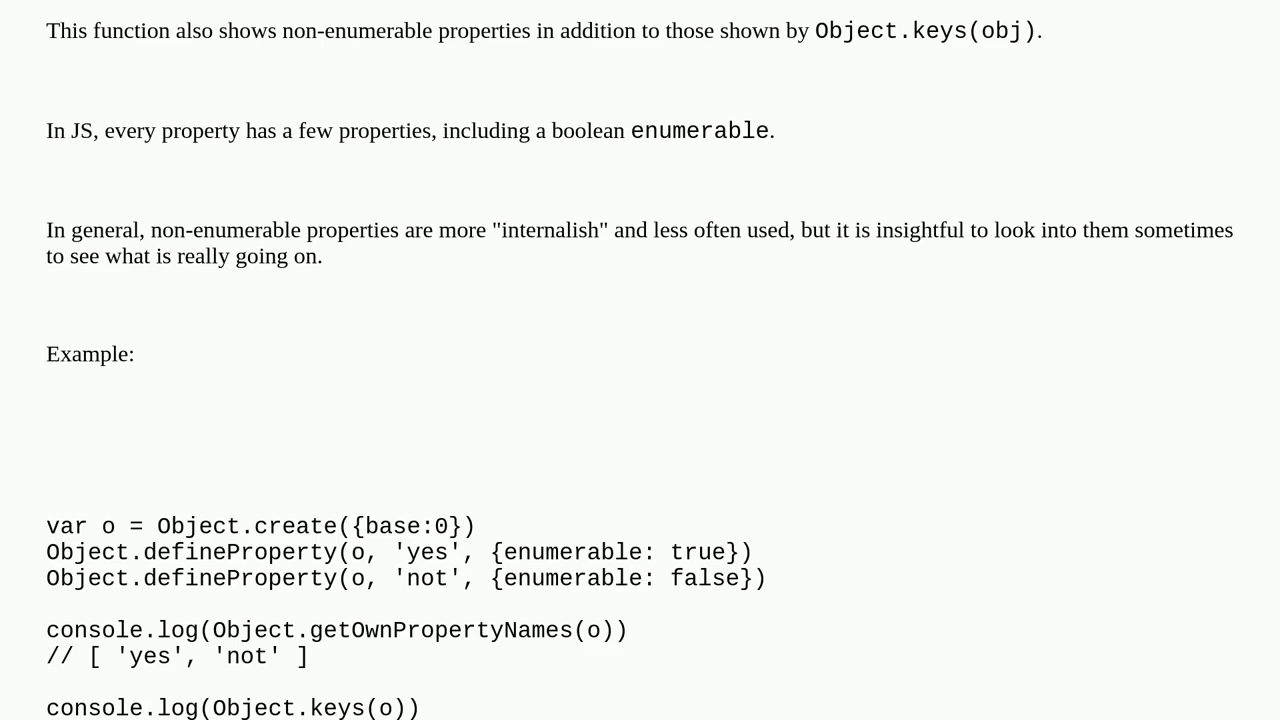 This function also shows non-enumerable properties in addition to those shown by Object.keys(obj).
In JS, every property has a few properties, including a boolean enumerable.
In general, non-enumerable properties are more "internalish" and less often used, but it is insightful to look into them sometimes
to see what is really going on.
Example:
var o = Object.create({base:0})
Object.defineProperty(o, 'yes', {enumerable: true})
Object.defineProperty(o, 'not', {enumerable: false})
console.log(Object.getOwnPropertyNames(o))
// [ 'yes', 'not' ]
console.log(Object.keys(o))